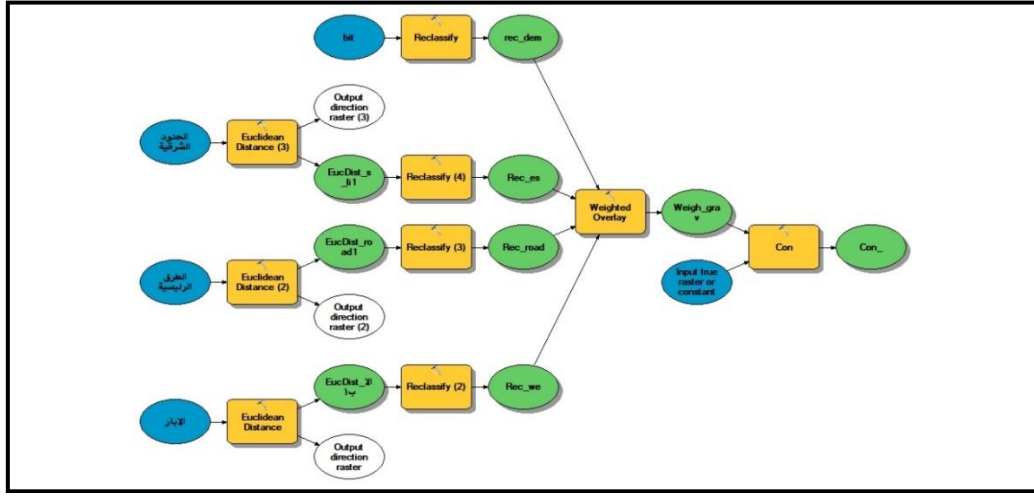 bit
Reclassify
rec_dem
الحدود
الشرقية
Euclidean
Distance (3)
Output
direction
raster (3)
EucDist_s
Reclassify (4)
Rec_es
الطرق
الرئيسية
Euclidean
Distance (2)
EucDist_ro
ad1
Reclassify (3)
Rec_road
Output
direction
raster (2)
الابار
Euclidean
Distance
EucDist_الا
ب1
Reclassify (2)
Rec_we
Output
direction
raster
Weighted
Overlay
Weigh_gra
v
Input true
raster or
constant
Con
Con_